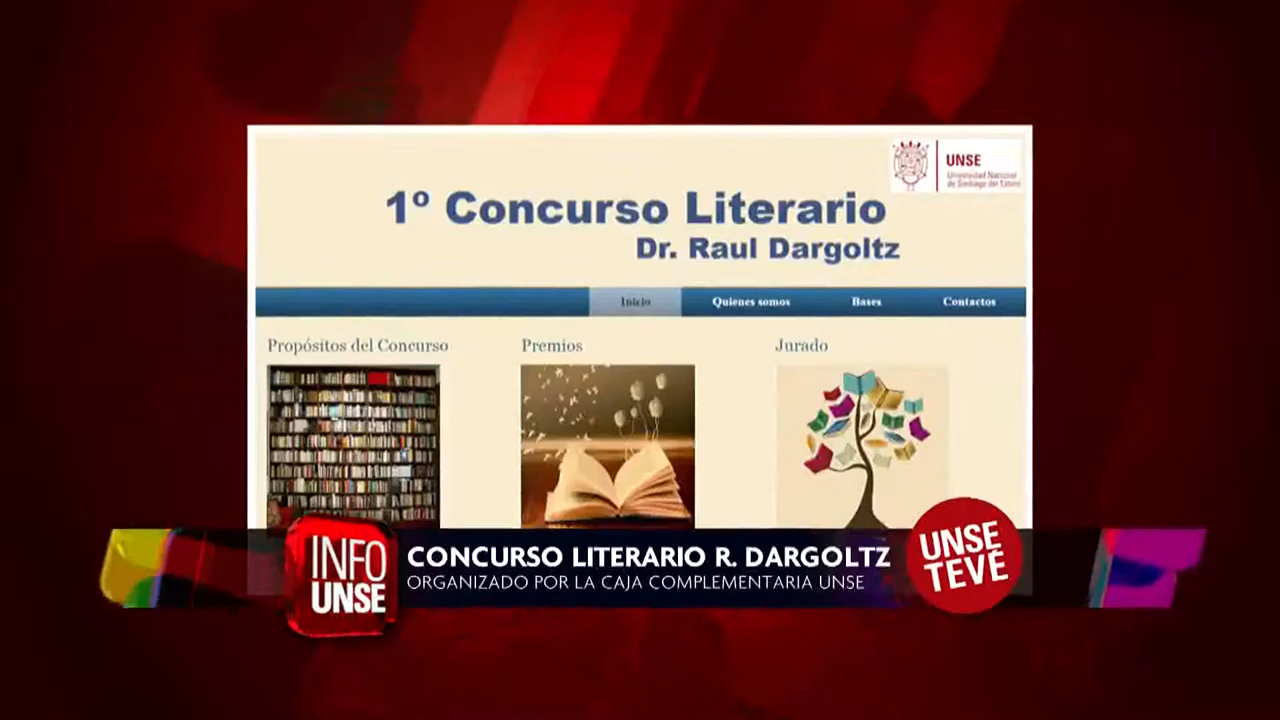 UNSE
Universidad Nacional
de Santiago del Estero
1º Concurso Literario
Dr. Raul Dargoltz
Inicio
Quienes somos
Bases
Contactos
Propósitos del Concurso
Premios
Jurado
INFO
UNSE
CONCURSO LITERARIO R. DARGOLTZ
ORGANIZADO POR LA CAJA COMPLEMENTARIA UNSE
UNSE
TEVE